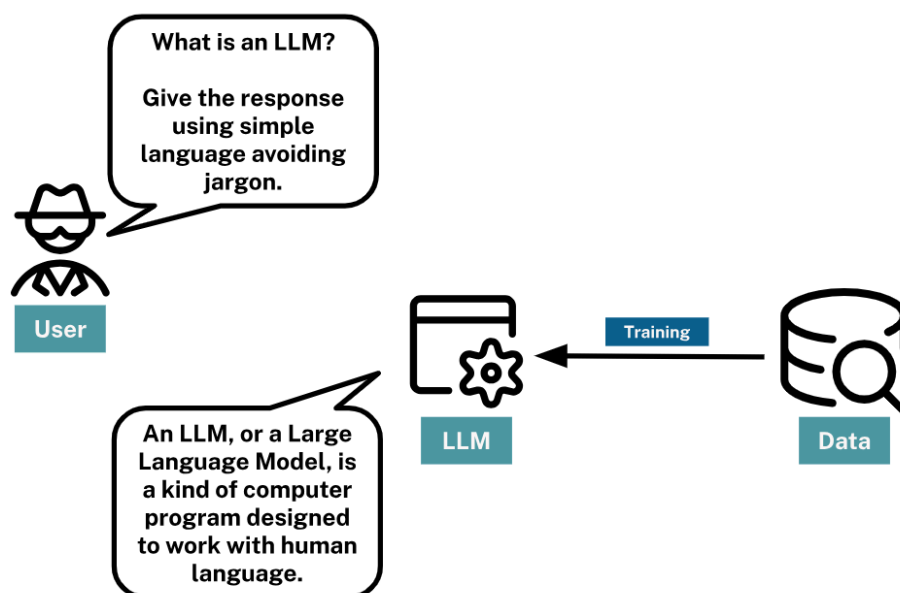 What is an LLM?
Give the response
using simple
language avoiding
jargon.
User
Training
LLM
Data
An LLM, or a Large
Language Model, is
a kind of computer
program designed
to work with human
language.